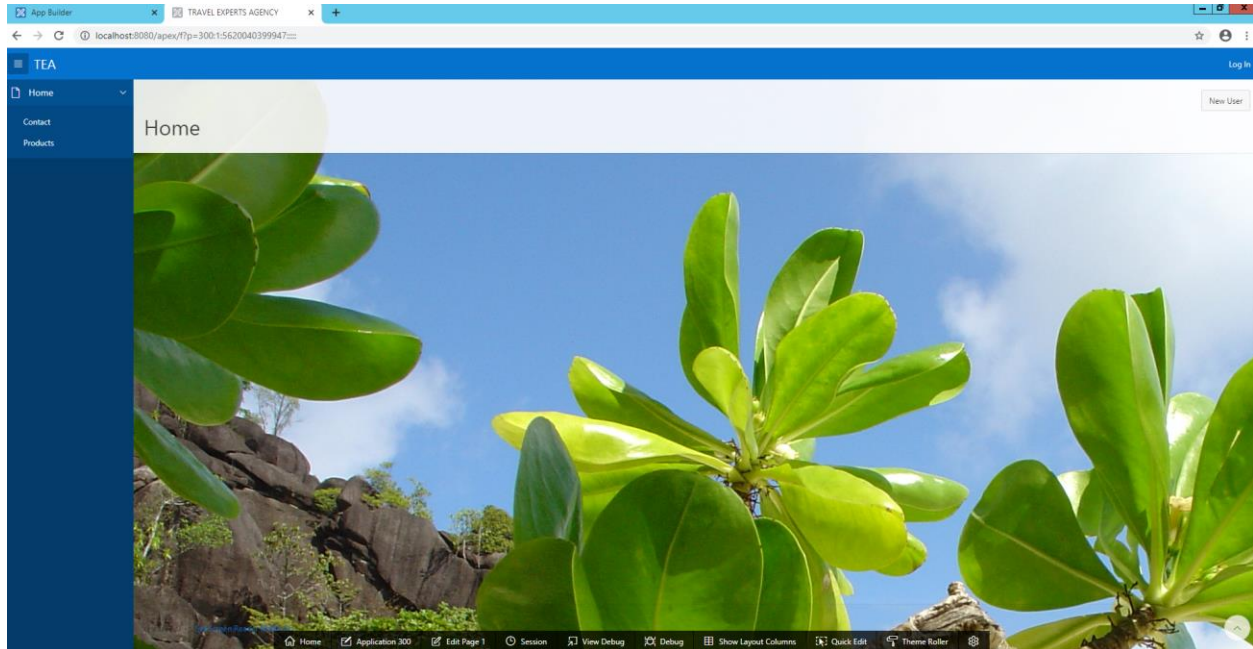 App Builder
TRAVEL EXPERTS AGENCY
localhost:8080/apex/f?p=300:1:5620040399947:::::
TEA
Log In
Home
New User
Contact
Home
Products
Home Application 300 Edit Page 1 Session View Debug Debug Show Layout Columns Quick Edit Theme Roller